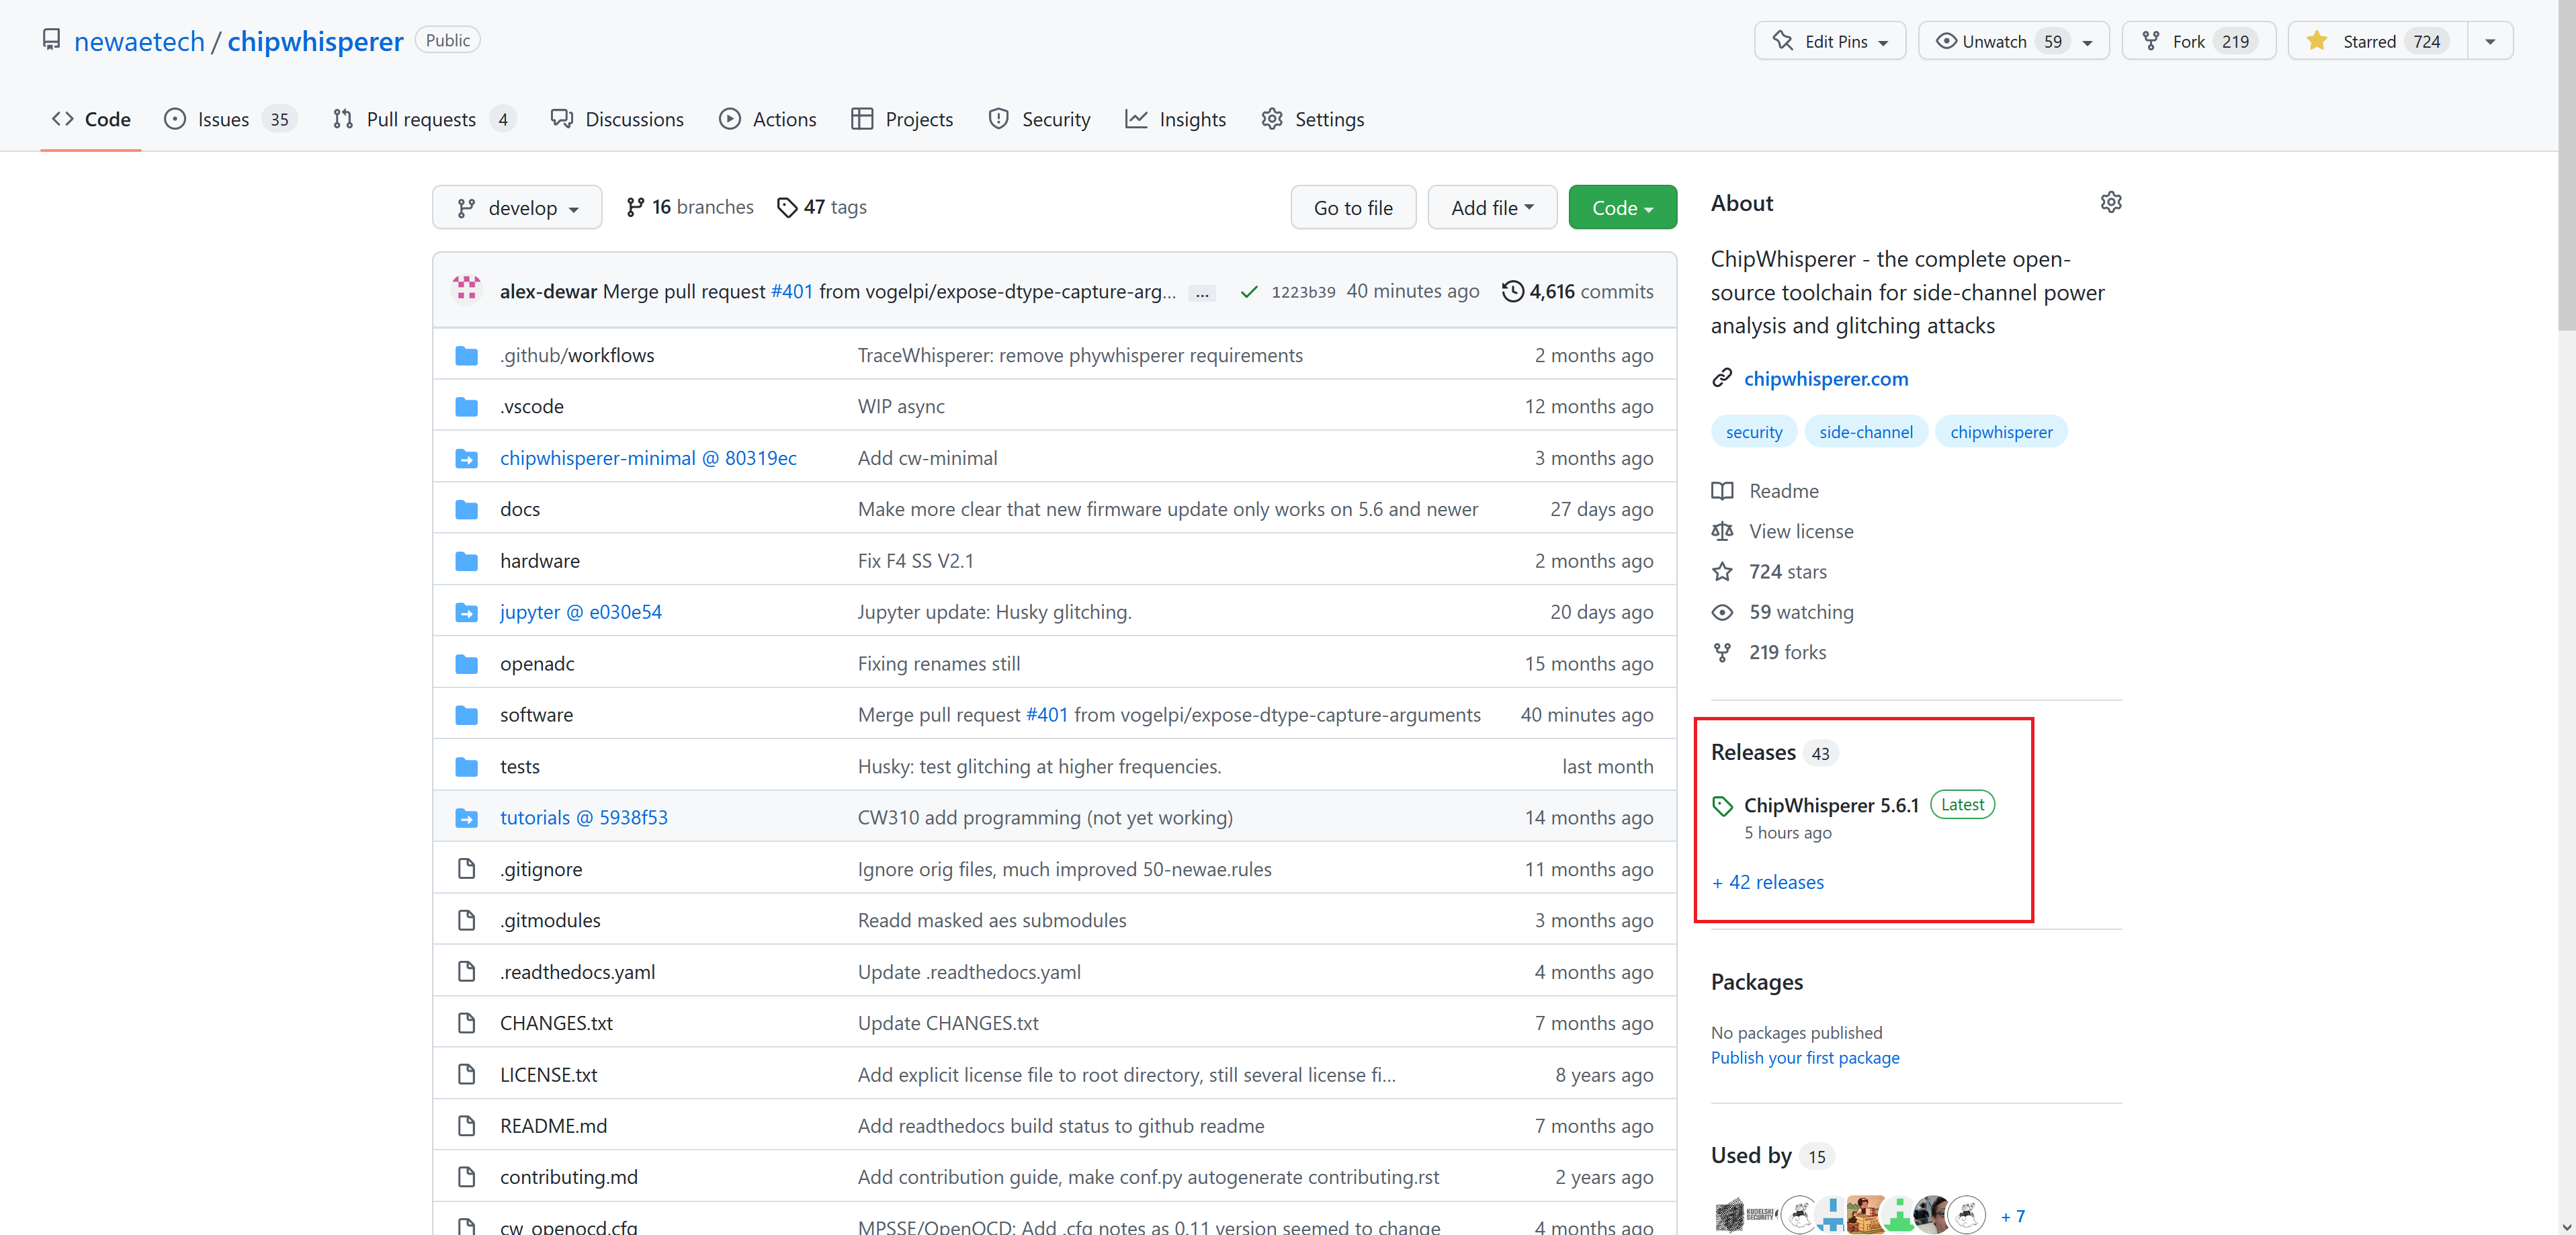 newaetech / chipwhisperer Public
Edit Pins Unwatch 59 Fork 219 Starred 724
Code Issues 35 Pull requests 4 Discussions Actions Projects Security Insights Settings
develop 16 branches 47 tags Go to file Add file Code
alex-dewar Merge pull request #401 from vogelpi/expose-dtype-capture-arg... ... 1223b39 40 minutes ago 4,616 commits
.github/workflows TraceWhisperer: remove phywhisperer requirements 2 months ago
.vscode WIP async 12 months ago
chipwhisperer-minimal @ 80319ec Add cw-minimal 3 months ago
docs Make more clear that new firmware update only works on 5.6 and newer 27 days ago
hardware Fix F4 SS V2.1 2 months ago
jupyter @ e030e54 Jupyter update: Husky glitching. 20 days ago
openadc Fixing renames still 15 months ago
software Merge pull request #401 from vogelpi/expose-dtype-capture-arguments 40 minutes ago
tests Husky: test glitching at higher frequencies. last month
tutorials @ 5938f53 CW310 add programming (not yet working) 14 months ago
.gitignore Ignore orig files, much improved 50-newae.rules 11 months ago
.gitmodules Readd masked aes submodules 3 months ago
.readthedocs.yaml Update .readthedocs.yaml 4 months ago
CHANGES.txt Update CHANGES.txt 7 months ago
LICENSE.txt Add explicit license file to root directory, still several license fi... 8 years ago
README.md Add readthedocs build status to github readme 7 months ago
contributing.md Add contribution guide, make conf.py autogenerate contributing.rst 2 years ago
cw_openocd.cfg MPSSE/OpenOCD: Add .cfg notes as 0.11 version seemed to change 4 months ago
About
ChipWhisperer - the complete open-
source toolchain for side-channel power
analysis and glitching attacks
chipwhisperer.com
security side-channel chipwhisperer
Readme
View license
724 stars
59 watching
219 forks
Releases 43
ChipWhisperer 5.6.1 Latest
5 hours ago
+ 42 releases
Packages
No packages published
Publish your first package
Used by 15
KUDELSKI
SECURITY
+ 7